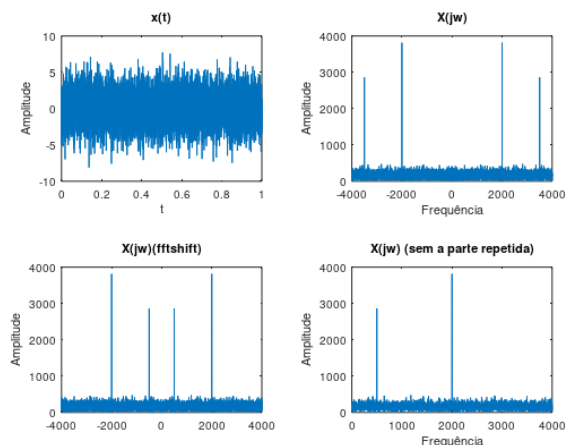 x(t)
10
5
0
-5
-10
Amplitude
0 0.2 0.4 0.6 0.8 1
t
X(jw)
4000
3000
2000
1000
0
Amplitude
-4000 -2000 0 2000 4000
Frequência
X(jw)(fftshift)
4000
3000
2000
1000
0
Amplitude
-4000 -2000 0 2000 4000
X(jw) (sem a parte repetida)
4000
3000
2000
1000
0
Amplitude
0 1000 2000 3000 4000
Frequência